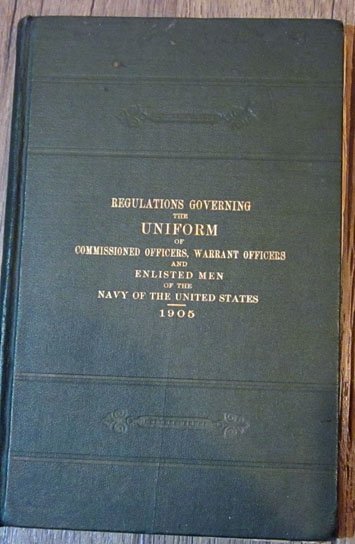 REGULATIONS GOVERNING
THE
UNIFORM
OF
COMMISSIONED OFFICERS, WARRANT OFFICERS
AND
ENLISTED MEN
OF THE
NAVY OF THE UNITED STATES
1905